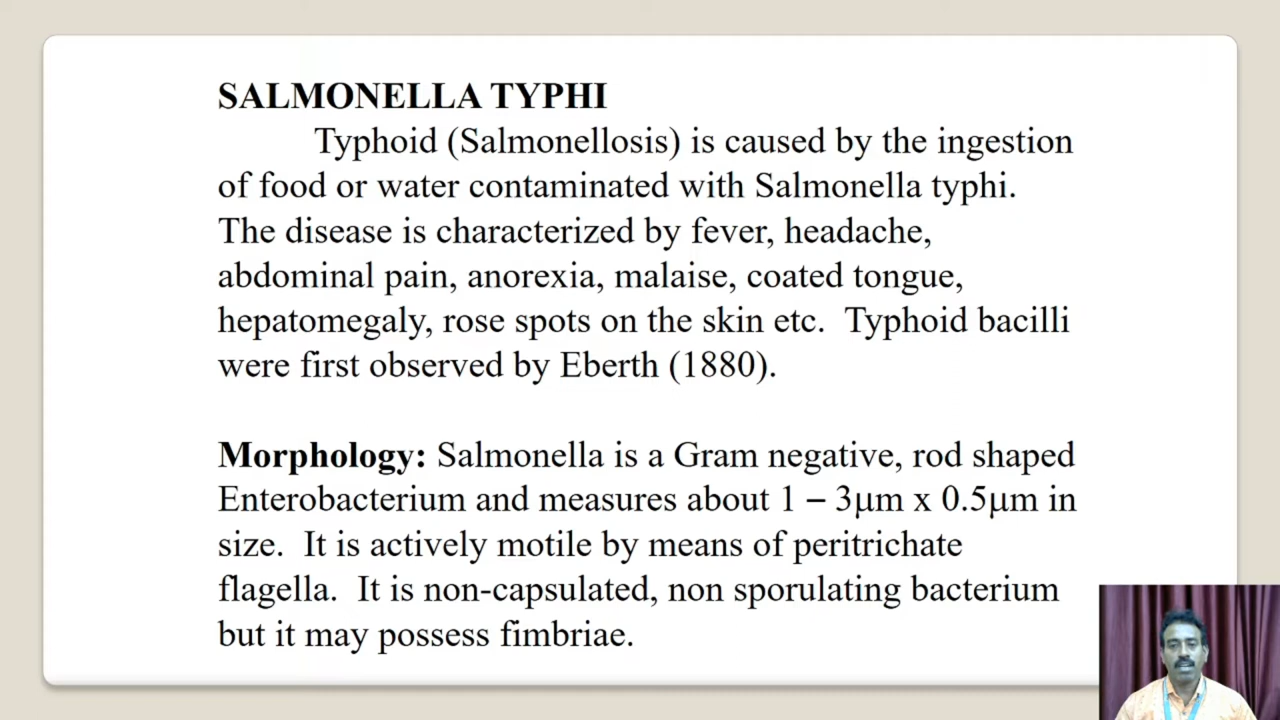 SALMONELLA TYPHI
Typhoid (Salmonellosis) is caused by the ingestion
of food or water contaminated with Salmonella typhi.
The disease is characterized by fever, headache,
abdominal pain, anorexia, malaise, coated tongue,
hepatomegaly, rose spots on the skin etc.  Typhoid bacilli
were first observed by Eberth (1880).
Morphology: Salmonella is a Gram negative, rod shaped
Enterobacterium and measures about 1 – 3μm x 0.5μm in
size.  It is actively motile by means of peritrichate
flagella.  It is non-capsulated, non sporulating bacterium
but it may possess fimbriae.